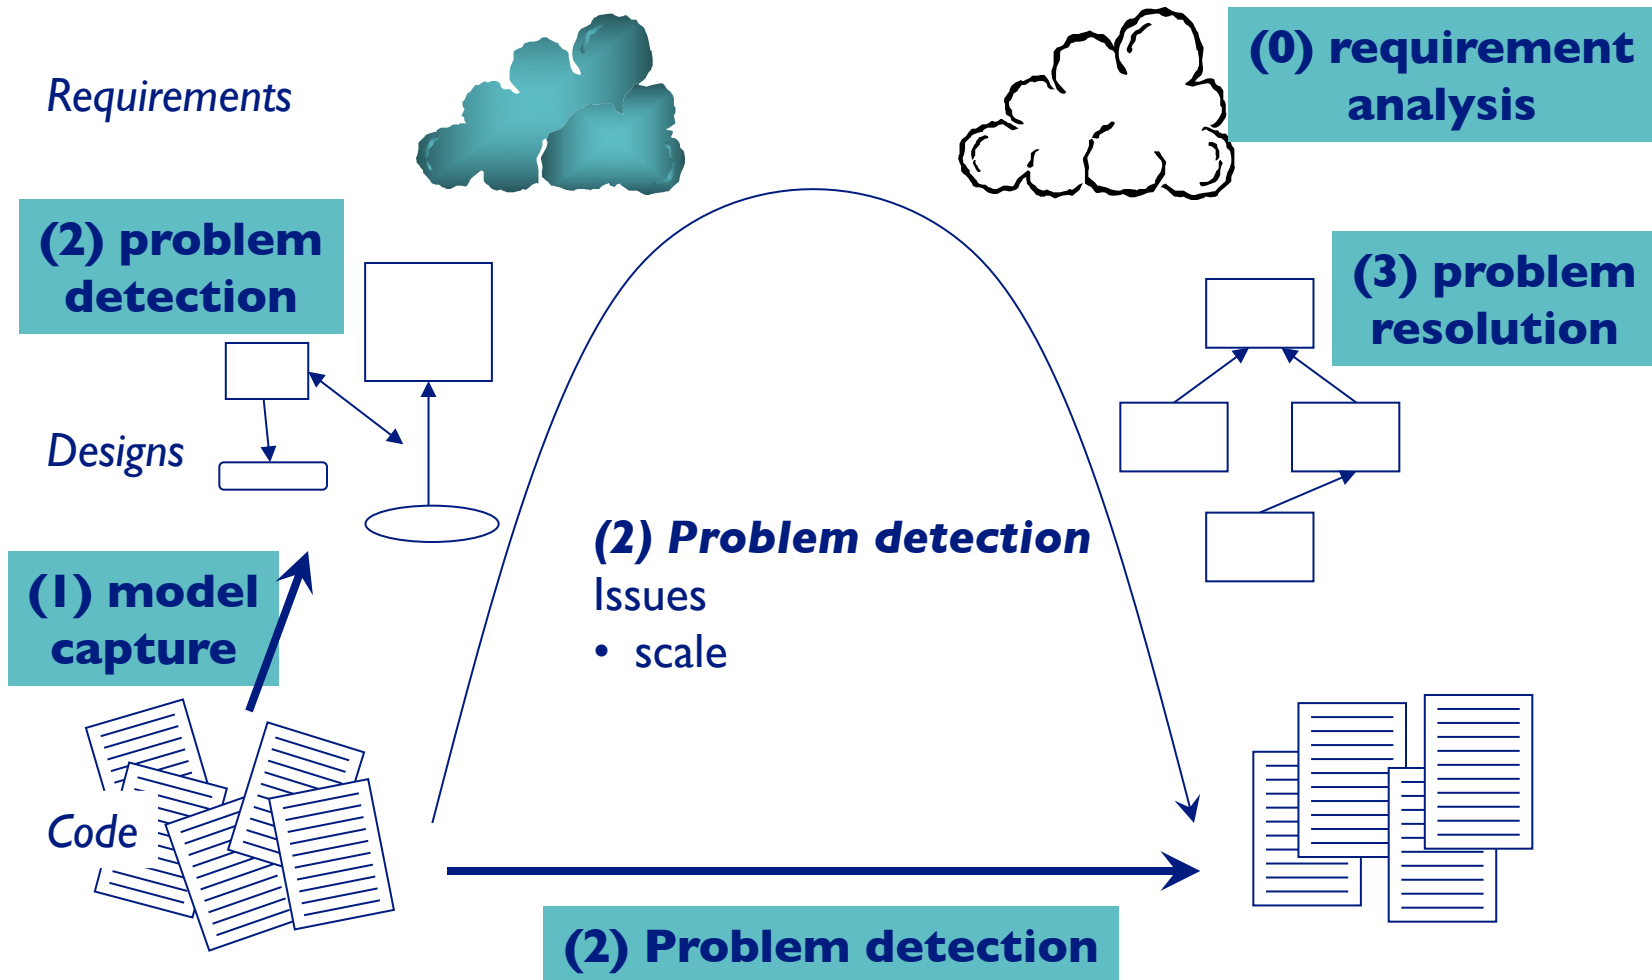 Requirements
(0) requirement
analysis
(2) problem
detection
(3) problem
resolution
Designs
(2) Problem detection
Issues
• scale
(1) model
capture
Code
(2) Problem detection